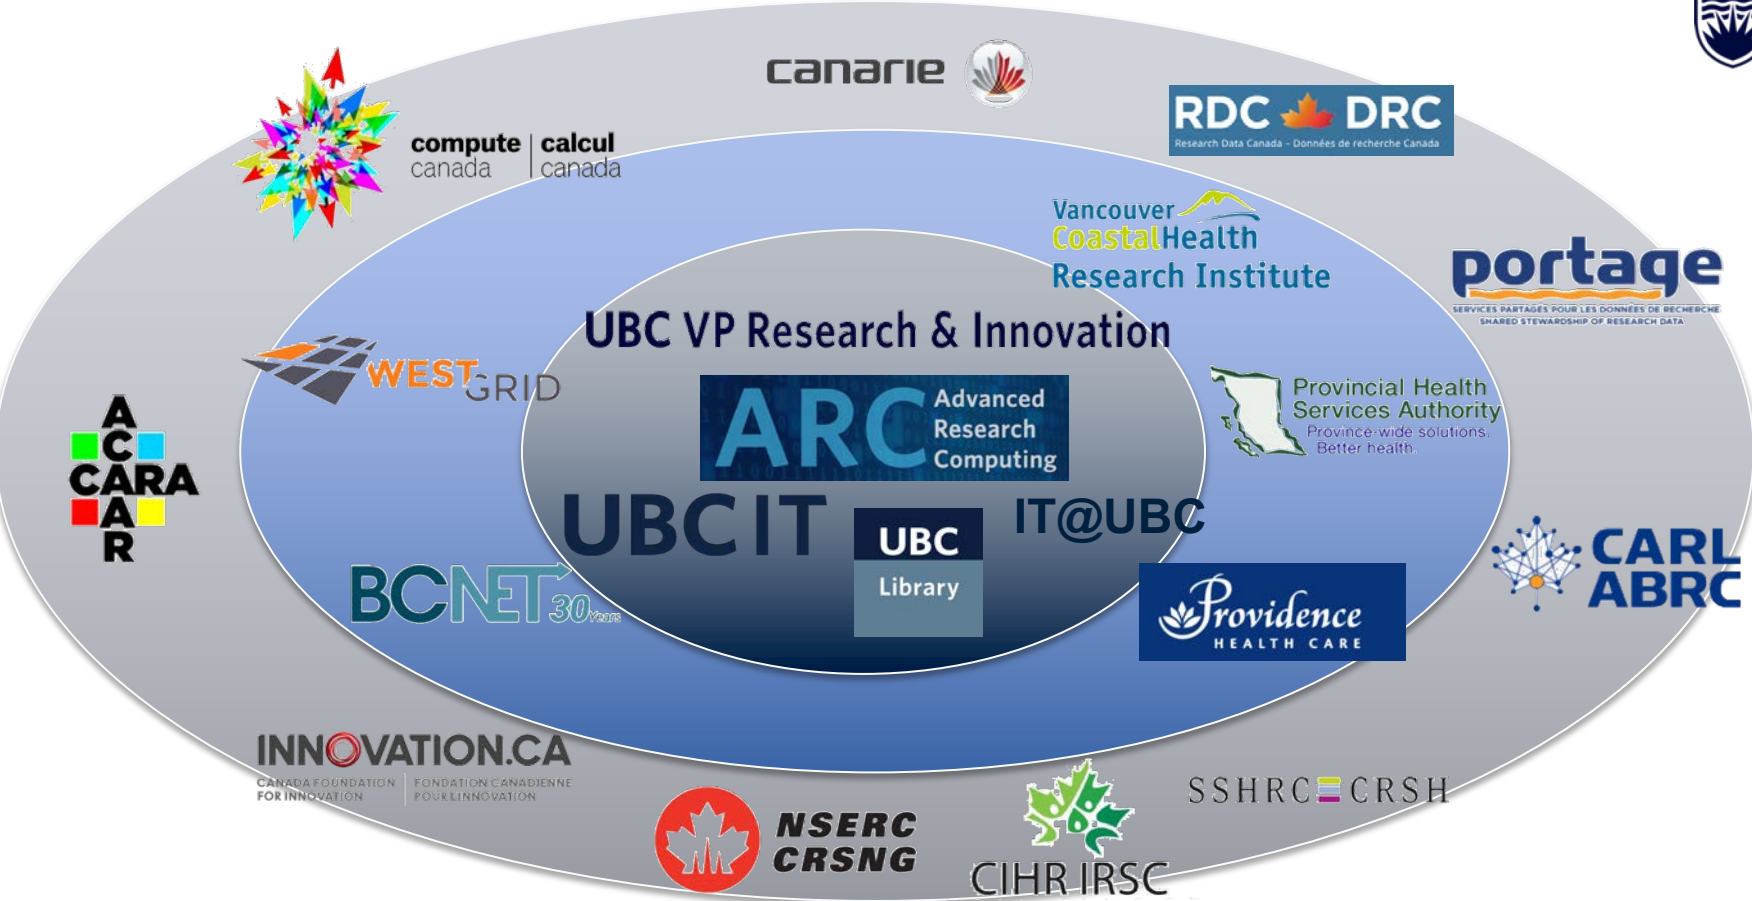 canarie
RDC DRC
Research Data Canada - Données de recherche Canada
compute | calcul
canada | canada
Vancouver
CoastalHealth
Research Institute
portage
SERVICES PARTAGÉS POUR LES DONNÉES DE RECHERCHE
SHARED STEWARDSHIP OF RESEARCH DATA
UBC VP Research & Innovation
WESTGRID
ARC
Advanced
Research
Computing
Provincial Health
Services Authority
Province-wide solutions.
Better health.
A
C
CARA
A
R
UBC IT
IT@UBC
UBC
Library
CARL
ABRC
BCNET 30 Years
Providence
HEALTH CARE
INNOVATION.CA
CANADA FOUNDATION
FOR INNOVATION
FONDATION CANADIENNE
POUR L'INNOVATION
NSERC
CRSNG
CIHR IRSC
SSHRC CRSH